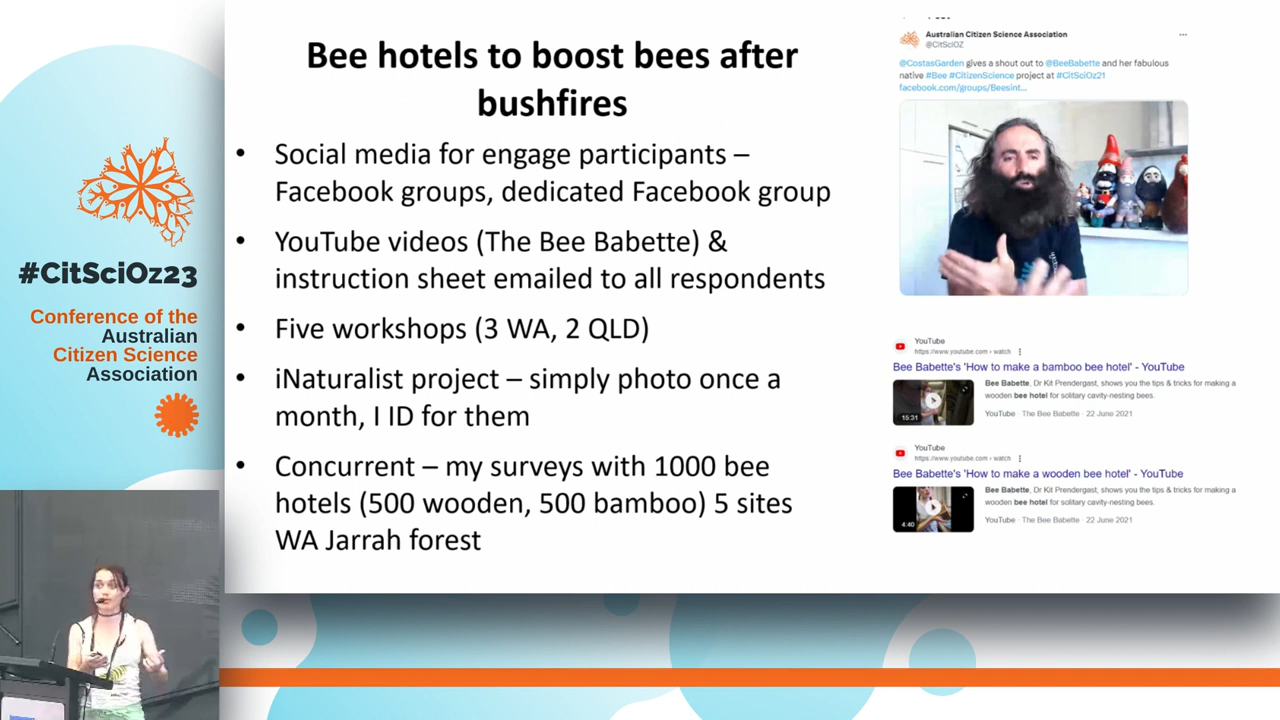 #CitSciOz23
Conference of the
Australian
Citizen Science
Association
Bee hotels to boost bees after
bushfires
• Social media for engage participants –
Facebook groups, dedicated Facebook group
• YouTube videos (The Bee Babette) &
instruction sheet emailed to all respondents
• Five workshops (3 WA, 2 QLD)
• iNaturalist project – simply photo once a
month, I ID for them
• Concurrent – my surveys with 1000 bee
hotels (500 wooden, 500 bamboo) 5 sites
WA Jarrah forest
Australian Citizen Science Association
@CitSciOZ
@CostasGarden gives a shout out to @BeeBabette and her fabulous
native #Bee #CitizenScience project at #CitSciOz21
facebook.com/groups/Beesint...
YouTube
https://www.youtube.com › watch
Bee Babette's 'How to make a bamboo bee hotel' - YouTube
Bee Babette, Dr Kit Prendergast, shows you the tips & tricks for making a
wooden bee hotel for solitary cavity-nesting bees.
15:31
YouTube · The Bee Babette · 22 June 2021
YouTube
https://www.youtube.com › watch
Bee Babette's 'How to make a wooden bee hotel' - YouTube
Bee Babette, Dr Kit Prendergast, shows you the tips & tricks for making a
wooden bee hotel for solitary cavity-nesting bees.
4:40
YouTube · The Bee Babette · 22 June 2021